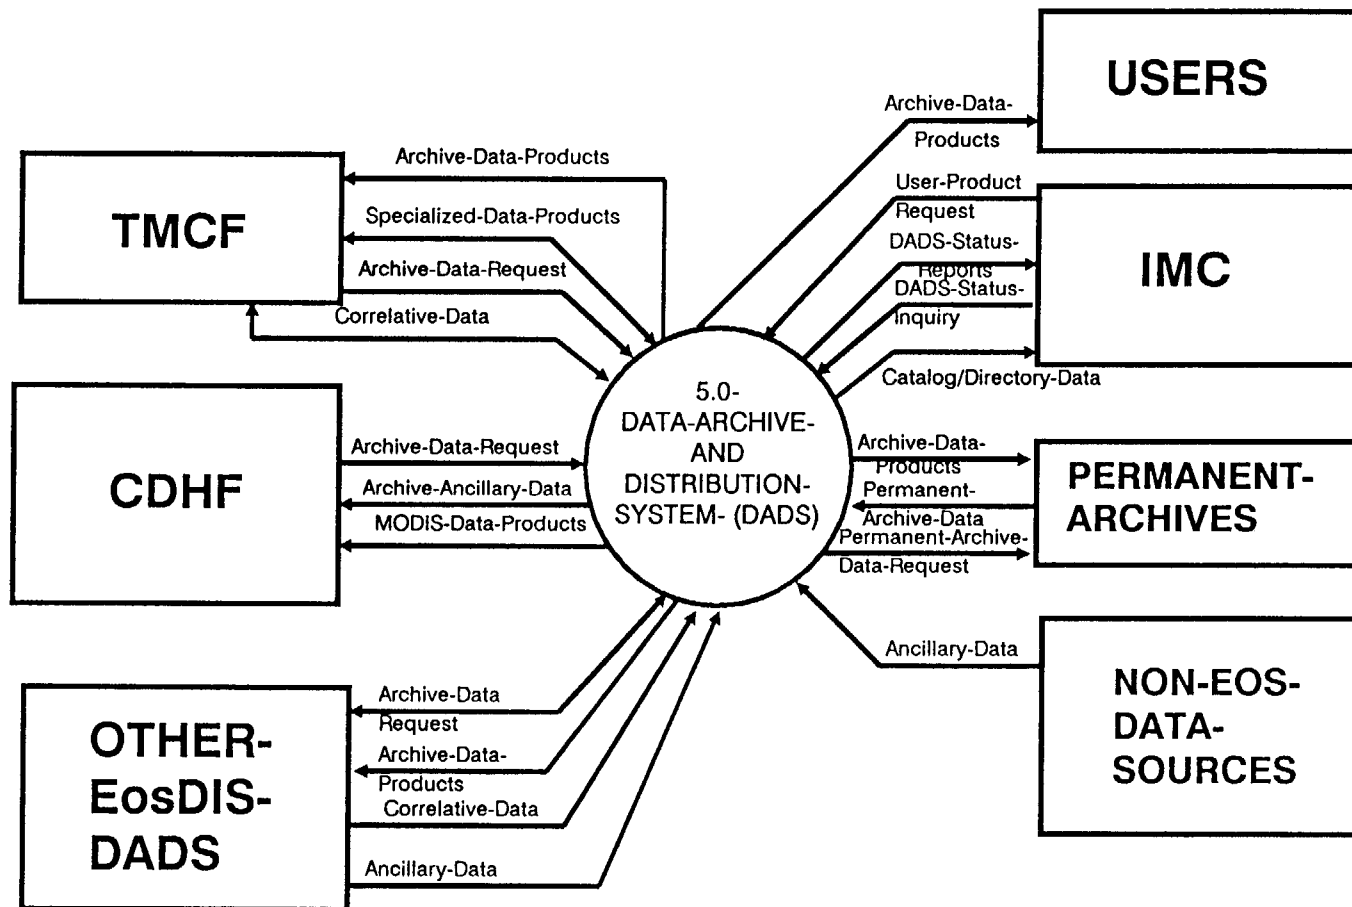 USERS
Archive-Data-
Products
User-Product
Request
DADS-Status-
Reports
DADS-Status-
Inquiry
Catalog/Directory-Data
IMC
Archive-Data-Products
Specialized-Data-Products
Archive-Data-Request
Correlative-Data
TMCF
5.0-
DATA-ARCHIVE-
AND
DISTRIBUTION-
SYSTEM- (DADS)
CDHF
Archive-Data-Request
Archive-Ancillary-Data
MODIS-Data-Products
Archive-Data-
Products
Permanent-
Archive-Data
Permanent-Archive-
Data-Request
PERMANENT-
ARCHIVES
Ancillary-Data
NON-EOS-
DATA-
SOURCES
OTHER-
EosDIS-
DADS
Archive-Data
Request
Archive-Data-
Products
Correlative-Data
Ancillary-Data